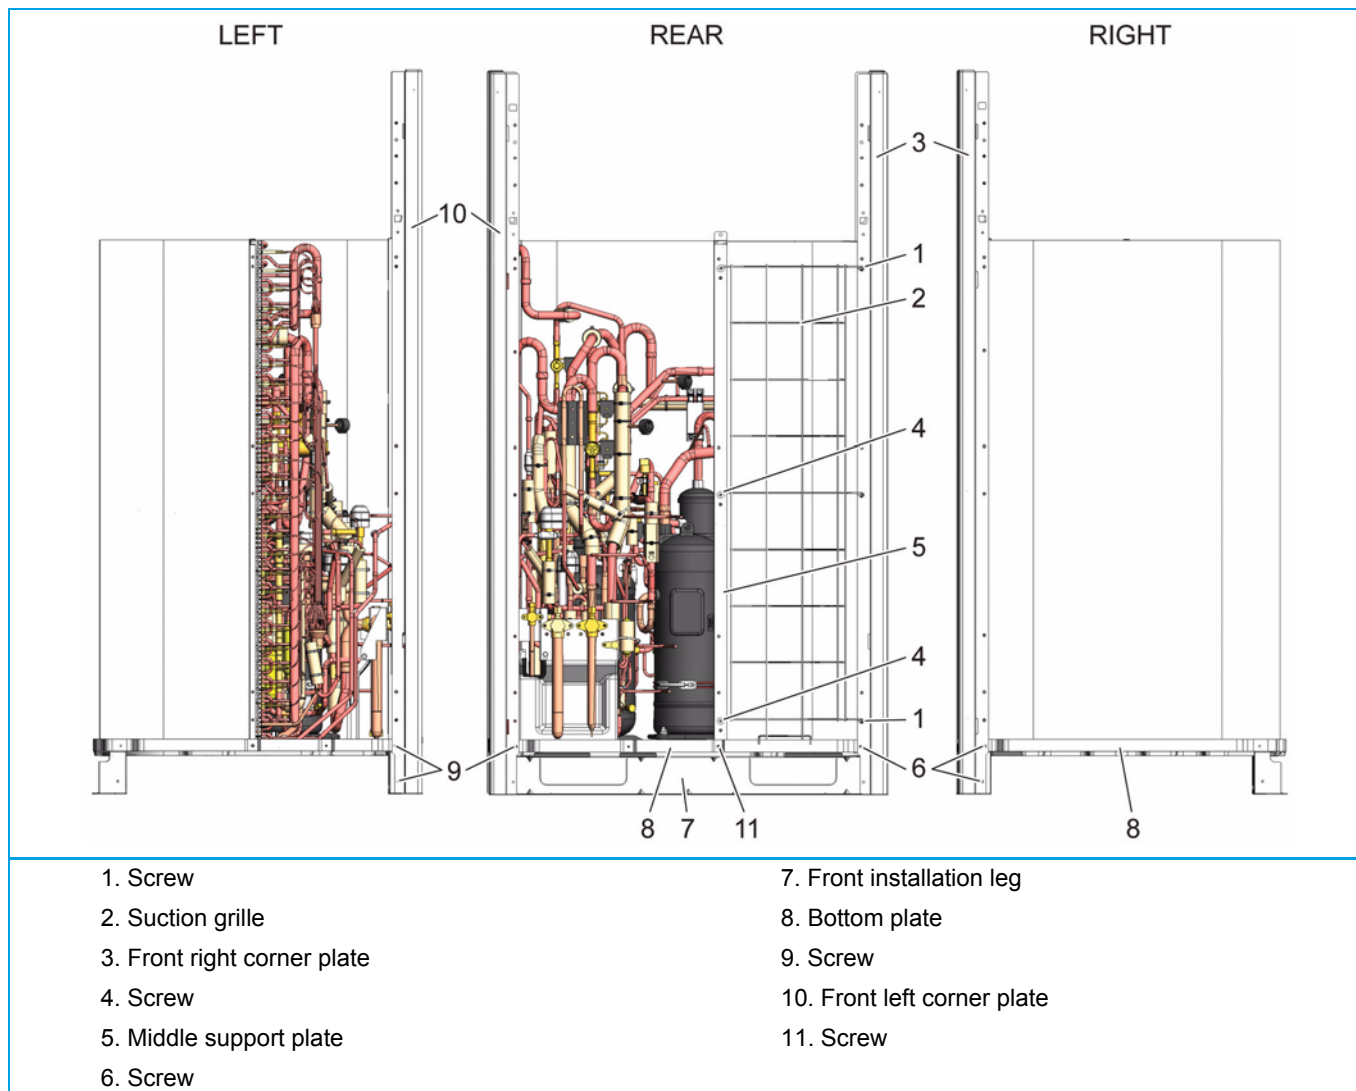 LEFT
REAR
RIGHT
3
10
1
2
4
5
4
1
9
6
8
7
11
8
1. Screw
2. Suction grille
3. Front right corner plate
4. Screw
5. Middle support plate
6. Screw
7. Front installation leg
8. Bottom plate
9. Screw
10. Front left corner plate
11. Screw